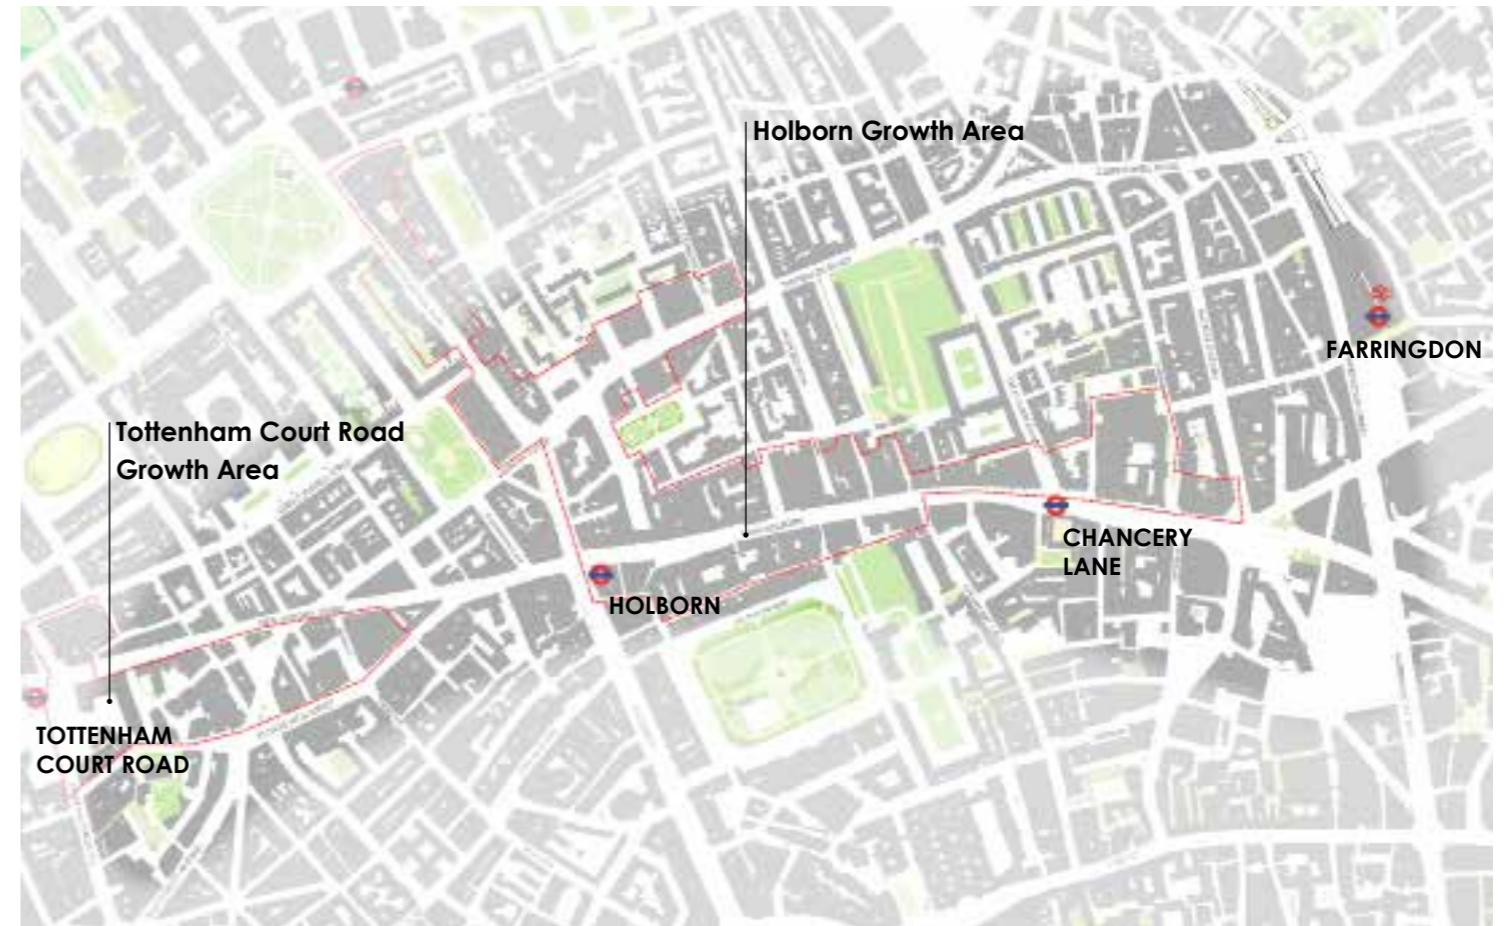 Holborn Growth Area
FARRINGDON
Tottenham Court Road
Growth Area
CHANCERY
LANE
HOLBORN
TOTTENHAM
COURT ROAD